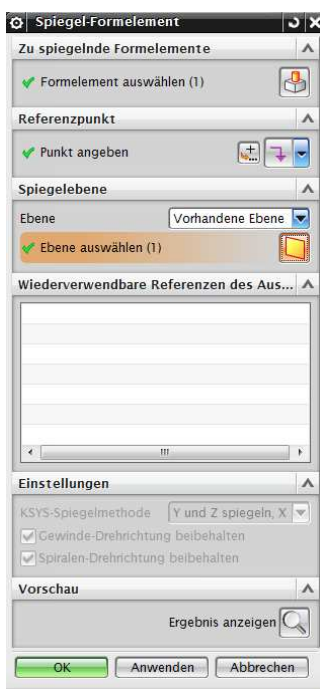 Spiegel-Formelement
Zu spiegelnde Formelemente
Formelement auswählen (1)
Referenzpunkt
Punkt angeben
Spiegelebene
Ebene Vorhandene Ebene
Ebene auswählen (1)
Wiederverwendbare Referenzen des Aus...
Einstellungen
KSYS-Spiegelmethode Y und Z spiegeln, X
Gewinde-Drehrichtung beibehalten
Spiralen-Drehrichtung beibehalten
Vorschau
Ergebnis anzeigen
OK Anwenden Abbrechen